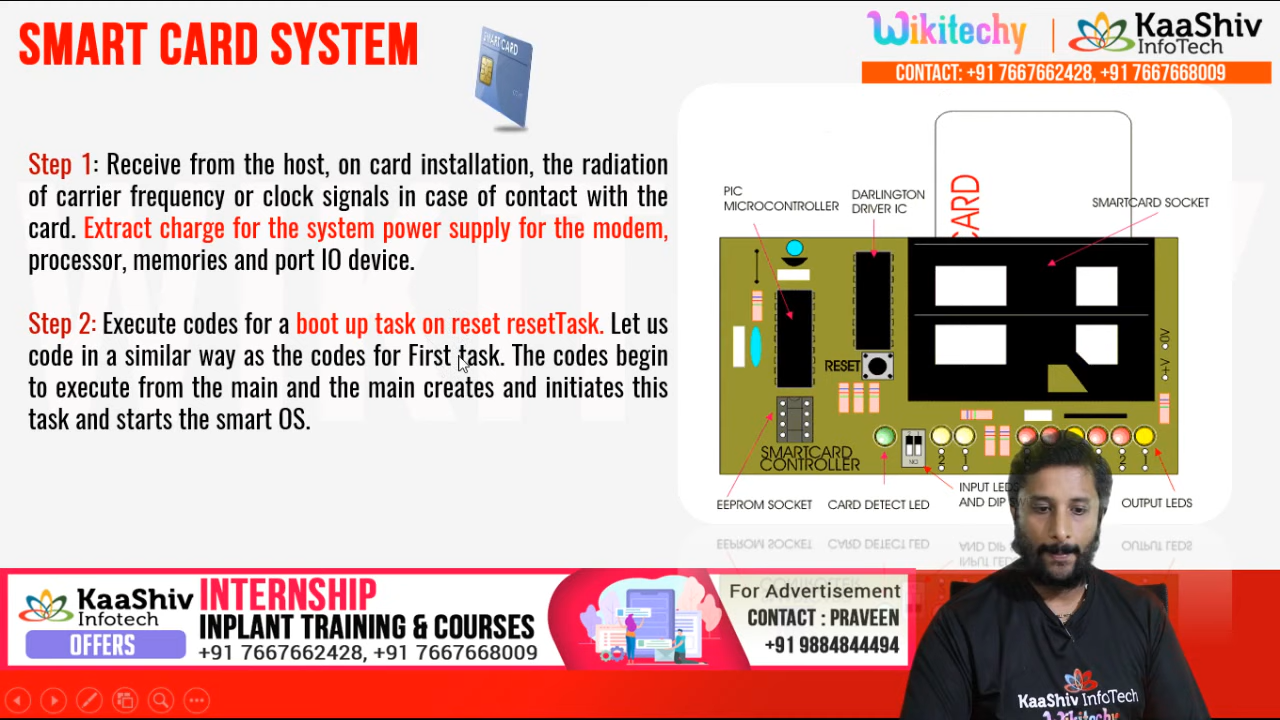 SMART CARD SYSTEM
SMART CARD
Wikitechy
KaaShiv
InfoTech
CONTACT: +91 7667662428, +91 7667668009
Step 1: Receive from the host, on card installation, the radiation
of carrier frequency or clock signals in case of contact with the
card. Extract charge for the system power supply for the modem,
processor, memories and port IO device.
Step 2: Execute codes for a boot up task on reset resetTask. Let us
code in a similar way as the codes for First task. The codes begin
to execute from the main and the main creates and initiates this
task and starts the smart OS.
CARD
PIC
MICROCONTROLLER
DARLINGTON
DRIVER IC
SMARTCARD SOCKET
RESET
0V
+V
SMARTCARD
CONTROLLER
NO
2 1
2 1
EEPROM SOCKET
CARD DETECT LED
INPUT LEDS
AND DIP
OUTPUT LEDS
KaaShiv
Infotech
OFFERS
INTERNSHIP
INPLANT TRAINING & COURSES
+91 7667662428, +91 7667668009
For Advertisement
CONTACT : PRAVEEN
+91 9884844494
KaaShiv InfoTech
Wikitechy